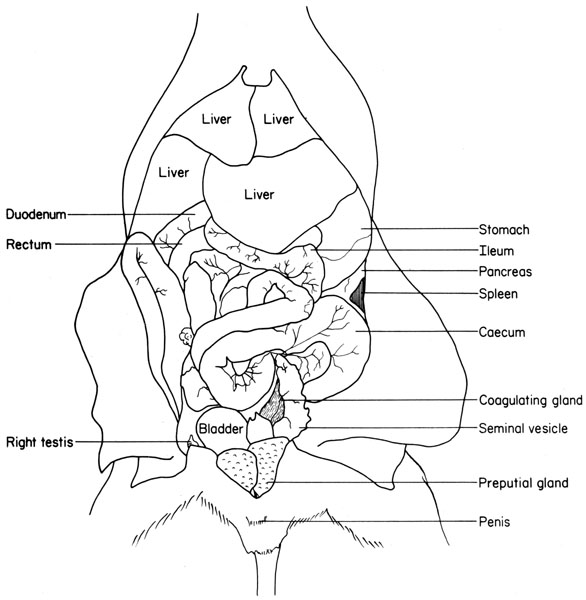 Liver
Liver
Liver
Liver
Duodenum
Rectum
Stomach
Ileum
Pancreas
Spleen
Caecum
Coagulating gland
Bladder
Seminal vesicle
Right testis
Preputial gland
Penis